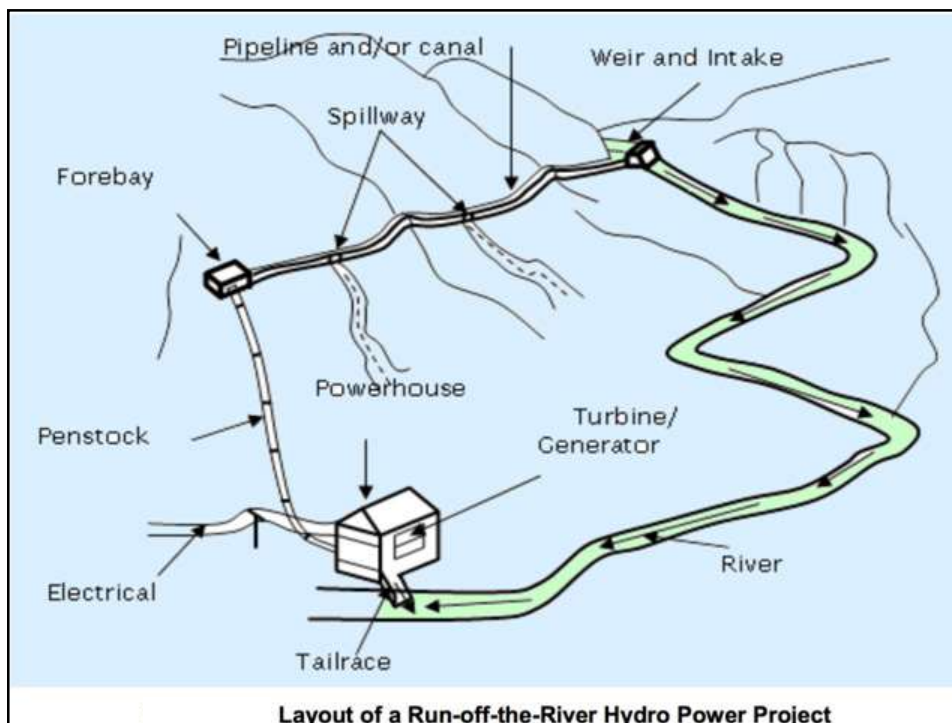 Pipeline and/or canal
Weir and Intake
Spillway
Forebay
Powerhouse
Turbine/
Generator
Penstock
River
Electrical
Tailrace
Layout of a Run-off-the-River Hydro Power Project